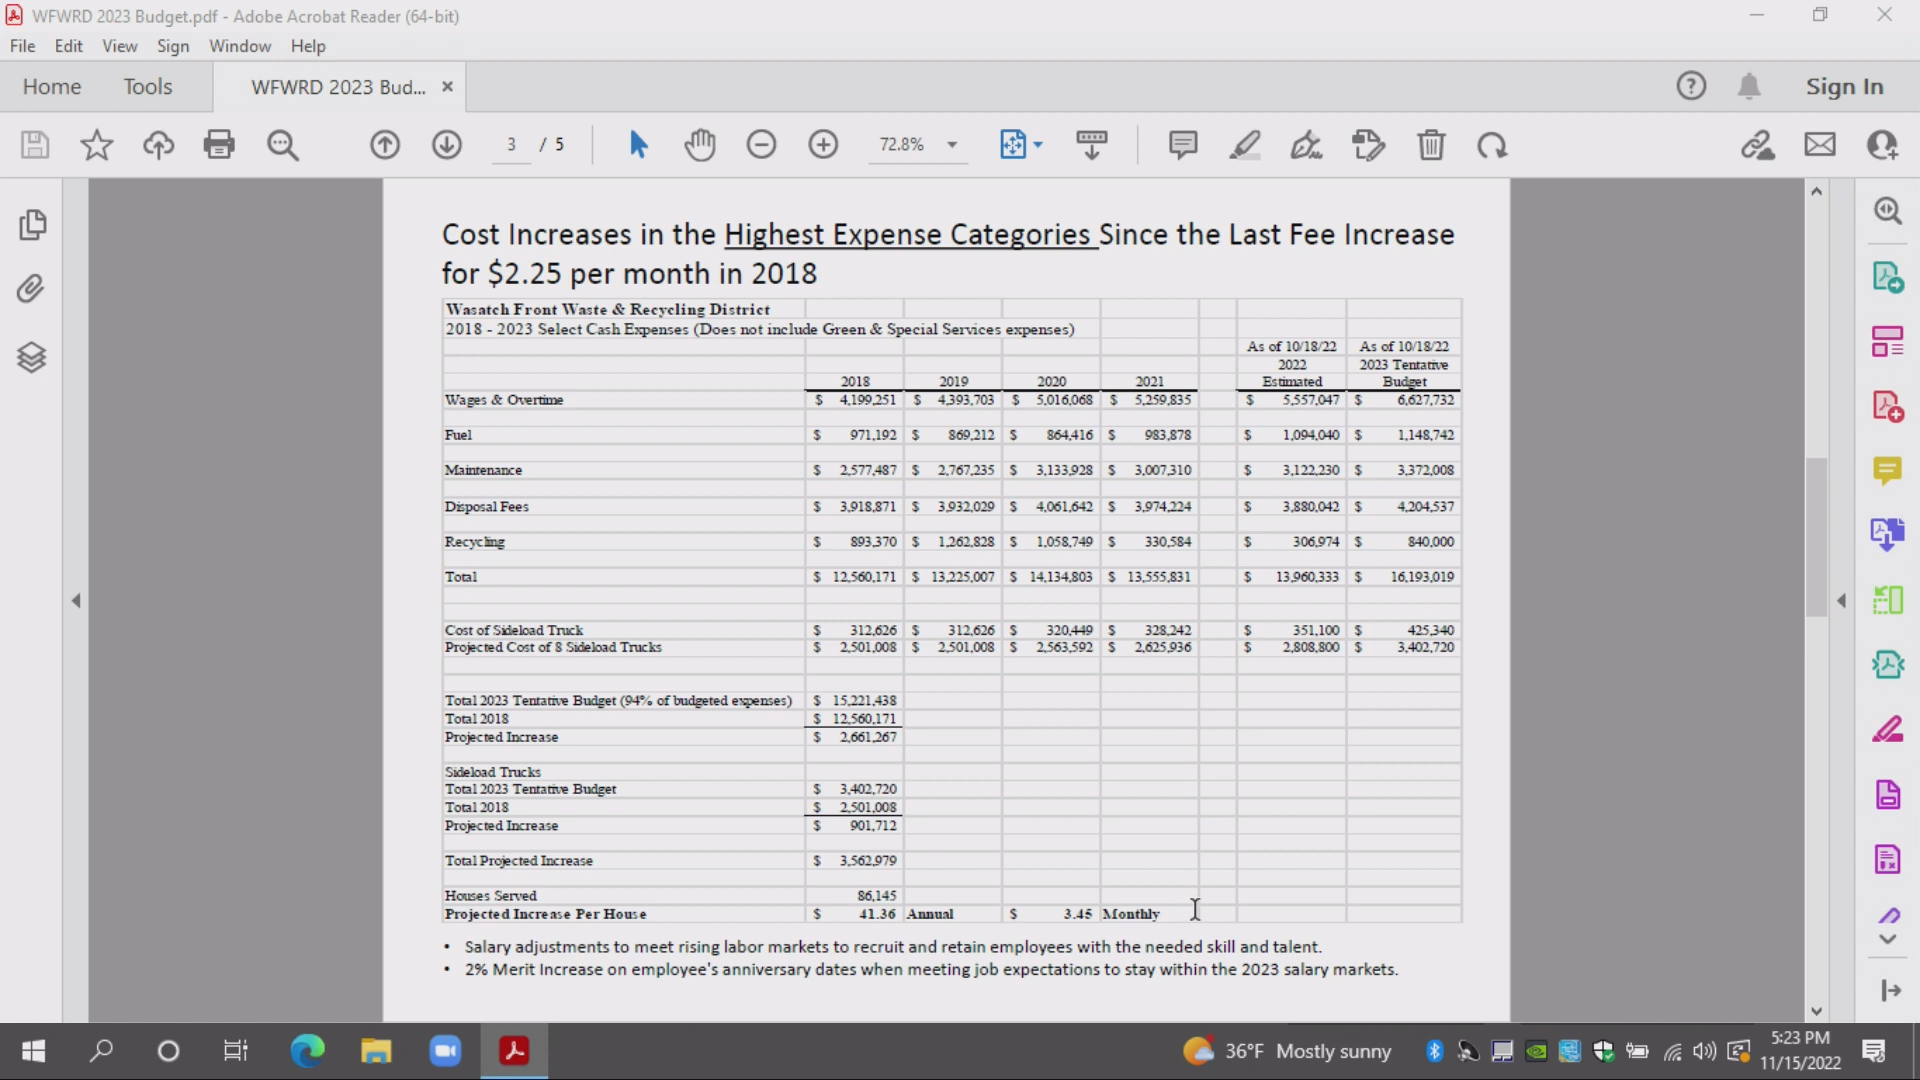 WFWRD 2023 Budget.pdf - Adobe Acrobat Reader (64-bit)
File Edit View Sign Window Help
Home Tools WFWRD 2023 Bud... × Sign In
3 / 5 72.8%
Cost Increases in the Highest Expense Categories Since the Last Fee Increase
for $2.25 per month in 2018
Wasatch Front Waste & Recycling District
2018 - 2023 Select Cash Expenses (Does not include Green & Special Services expenses)
As of 10/18/22 As of 10/18/22
2022 2023 Tentative
2018 2019 2020 2021 Estimated Budget
Wages & Overtime $ 4,199,251 $ 4,393,703 $ 5,016,068 $ 5,259,835 $ 5,557,047 $ 6,627,732
Fuel $ 971,192 $ 869,212 $ 864,416 $ 983,878 $ 1,094,040 $ 1,148,742
Maintenance $ 2,577,487 $ 2,767,235 $ 3,133,928 $ 3,007,310 $ 3,122,230 $ 3,372,008
Disposal Fees $ 3,918,871 $ 3,932,029 $ 4,061,642 $ 3,974,224 $ 3,880,042 $ 4,204,537
Recycling $ 893,370 $ 1,262,828 $ 1,058,749 $ 330,584 $ 306,974 $ 840,000
Total $ 12,560,171 $ 13,225,007 $ 14,134,803 $ 13,555,831 $ 13,960,333 $ 16,193,019
Cost of Sideload Truck $ 312,626 $ 312,626 $ 320,449 $ 328,242 $ 351,100 $ 425,340
Projected Cost of 8 Sideload Trucks $ 2,501,008 $ 2,501,008 $ 2,563,592 $ 2,625,936 $ 2,808,800 $ 3,402,720
Total 2023 Tentative Budget (94% of budgeted expenses) $ 15,221,438
Total 2018 $ 12,560,171
Projected Increase $ 2,661,267
Sideload Trucks
Total 2023 Tentative Budget $ 3,402,720
Total 2018 $ 2,501,008
Projected Increase $ 901,712
Total Projected Increase $ 3,562,979
Houses Served 86,145
Projected Increase Per House $ 41.36 Annual $ 3.45 Monthly
• Salary adjustments to meet rising labor markets to recruit and retain employees with the needed skill and talent.
• 2% Merit Increase on employee's anniversary dates when meeting job expectations to stay within the 2023 salary markets.
36°F Mostly sunny
5:23 PM
11/15/2022